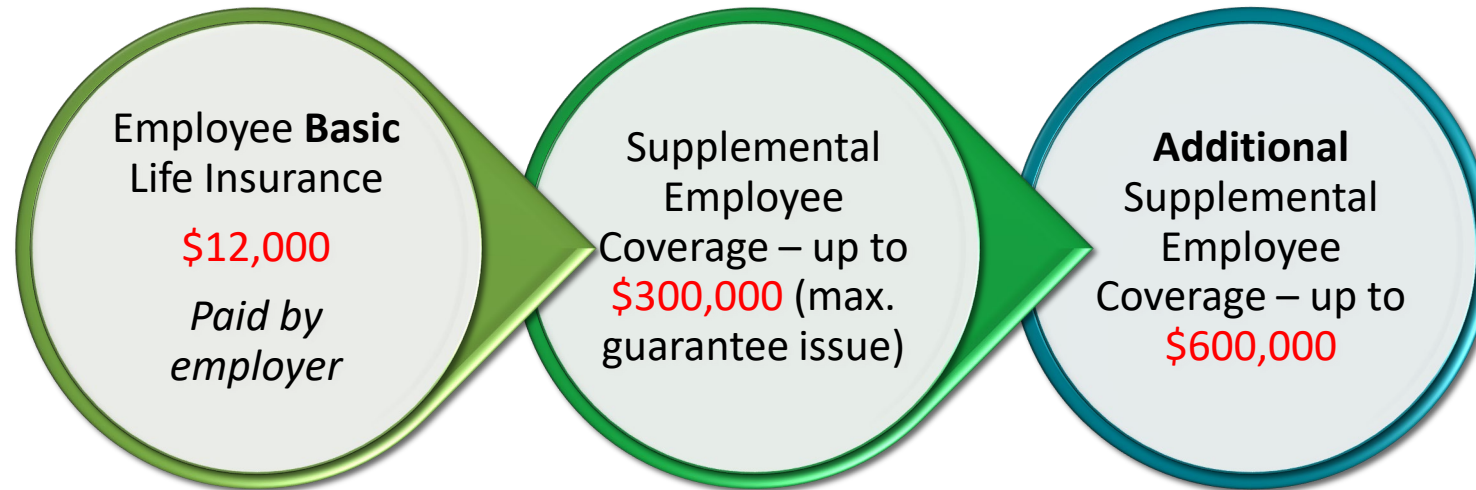 Employee Basic
Life Insurance
$12,000
Paid by
employer
Supplemental
Employee
Coverage – up to
$300,000 (max.
guarantee issue)
Additional
Supplemental
Employee
Coverage – up to
$600,000